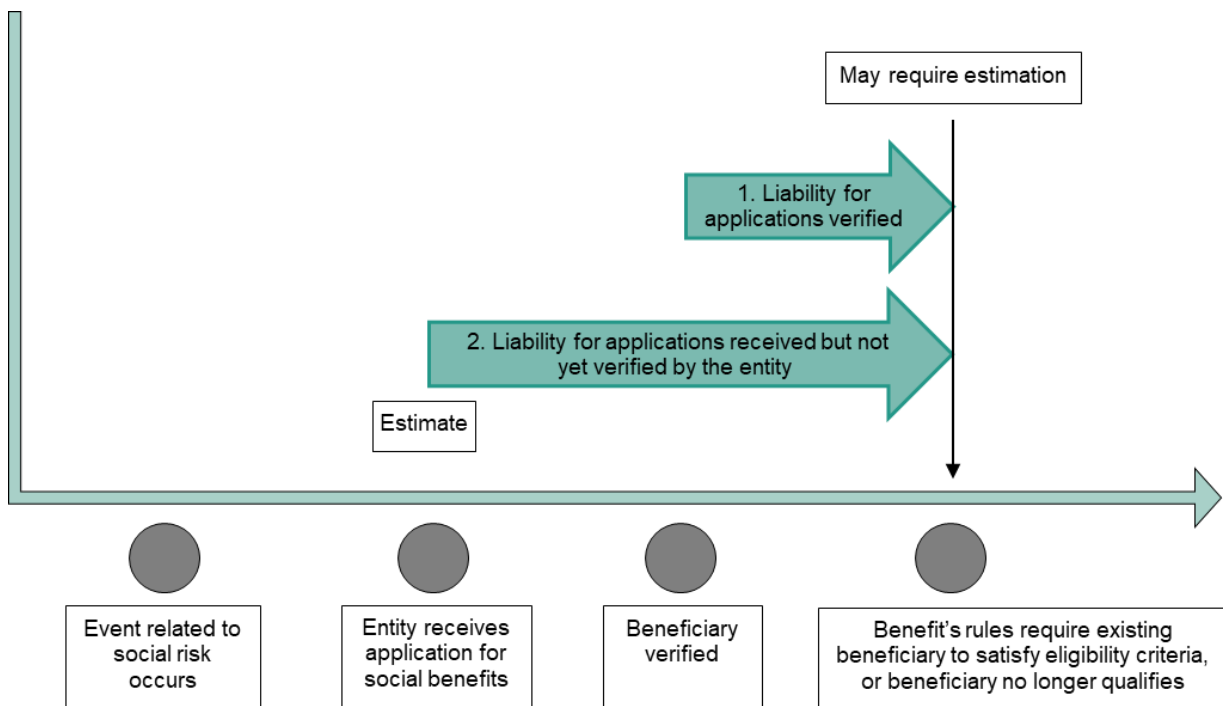 May require estimation
1. Liability for
applications verified
2. Liability for applications received but not
yet verified by the entity
Estimate
Event related to
social risk
occurs
Entity receives
application for
social benefits
Beneficiary
verified
Benefit’s rules require existing
beneficiary to satisfy eligibility criteria,
or beneficiary no longer qualifies